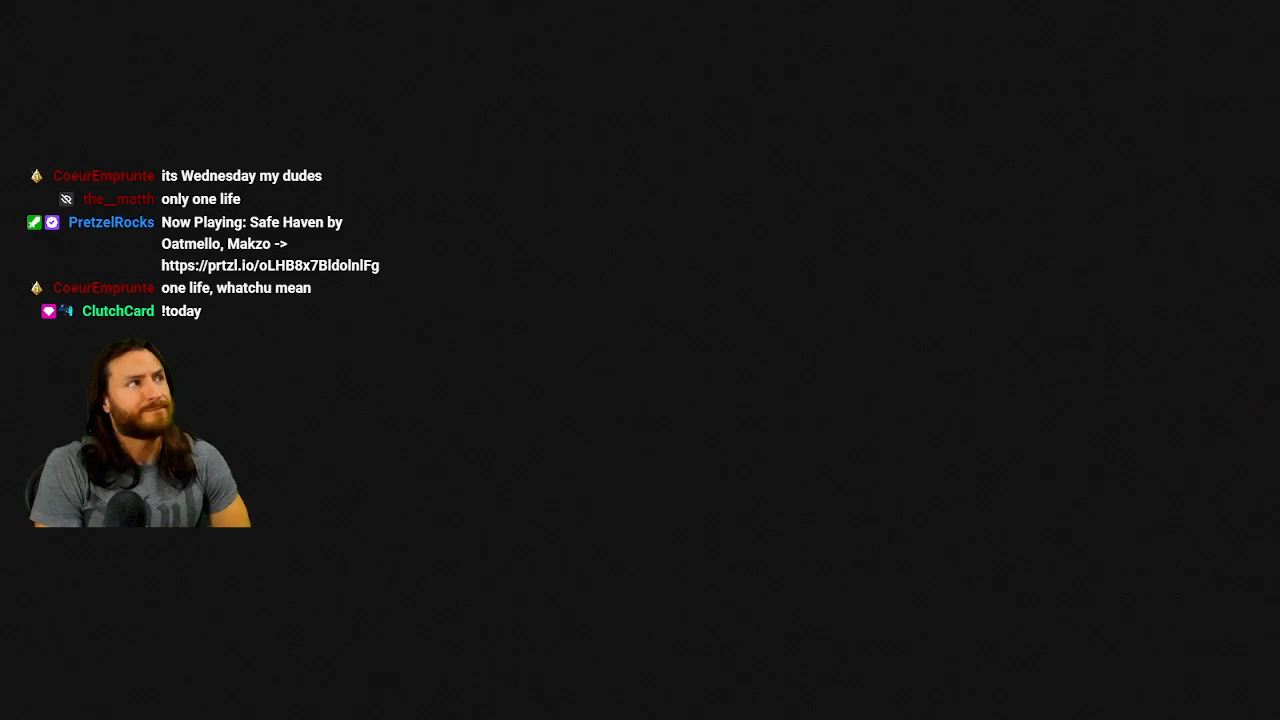 CoeurEmprunte its Wednesday my dudes
the__matth only one life
PretzelRocks Now Playing: Safe Haven by
Oatmello, Makzo ->
https://prtzl.io/oLHB8x7BldolnlFg
CoeurEmprunte one life, whatchu mean
ClutchCard !today